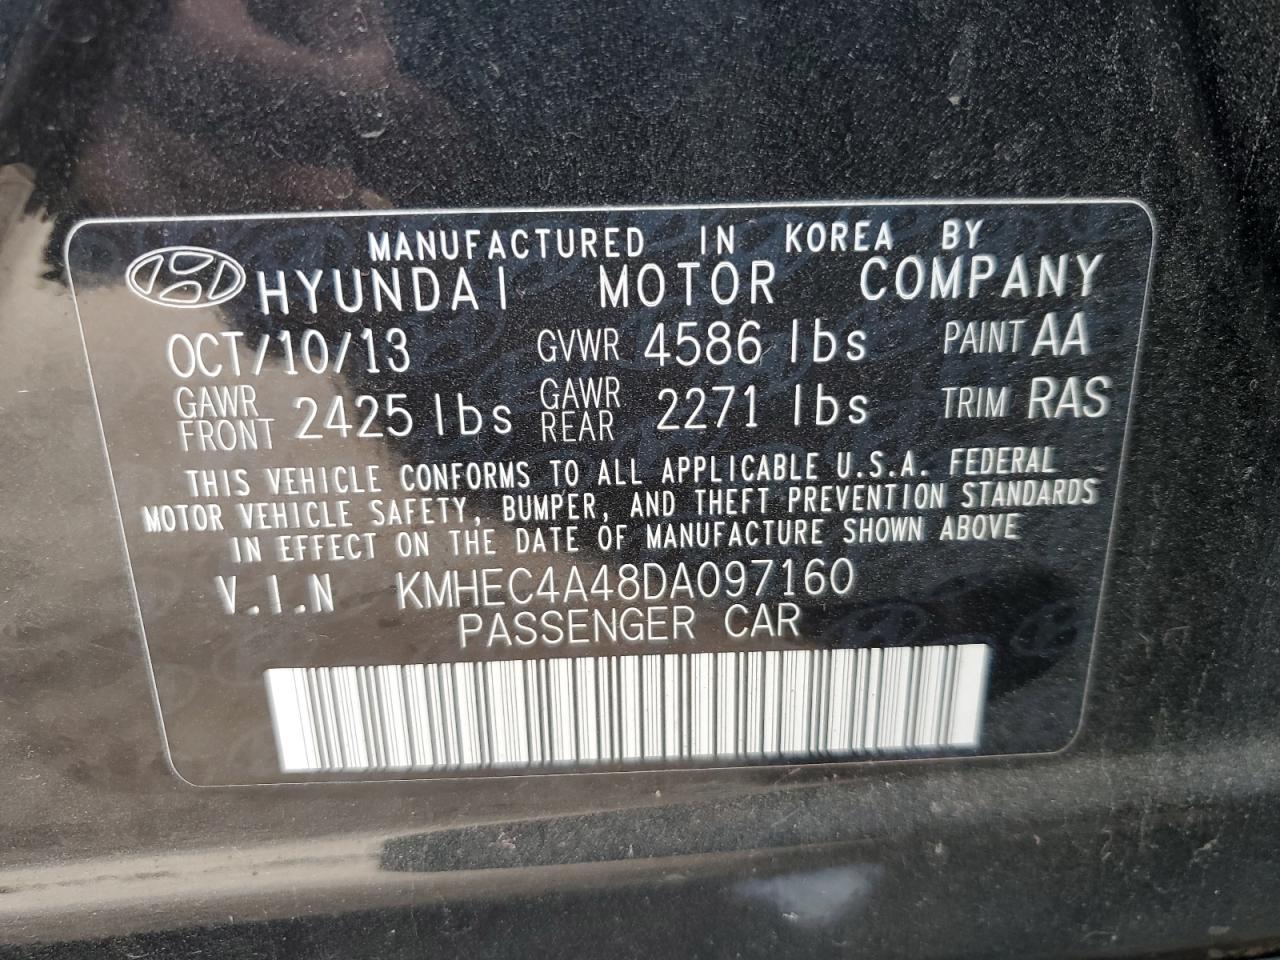 MANUFACTURED IN KOREA BY
HYUNDAI MOTOR COMPANY
OCT/10/13 GVWR 4586 lbs PAINT AA
GAWR FRONT 2425 lbs GAWR REAR 2271 lbs TRIM RAS
THIS VEHICLE CONFORMS TO ALL APPLICABLE U.S.A. FEDERAL
MOTOR VEHICLE SAFETY, BUMPER, AND THEFT PREVENTION STANDARDS
IN EFFECT ON THE DATE OF MANUFACTURE SHOWN ABOVE
V.I.N KMHEC4A48DA097160
PASSENGER CAR